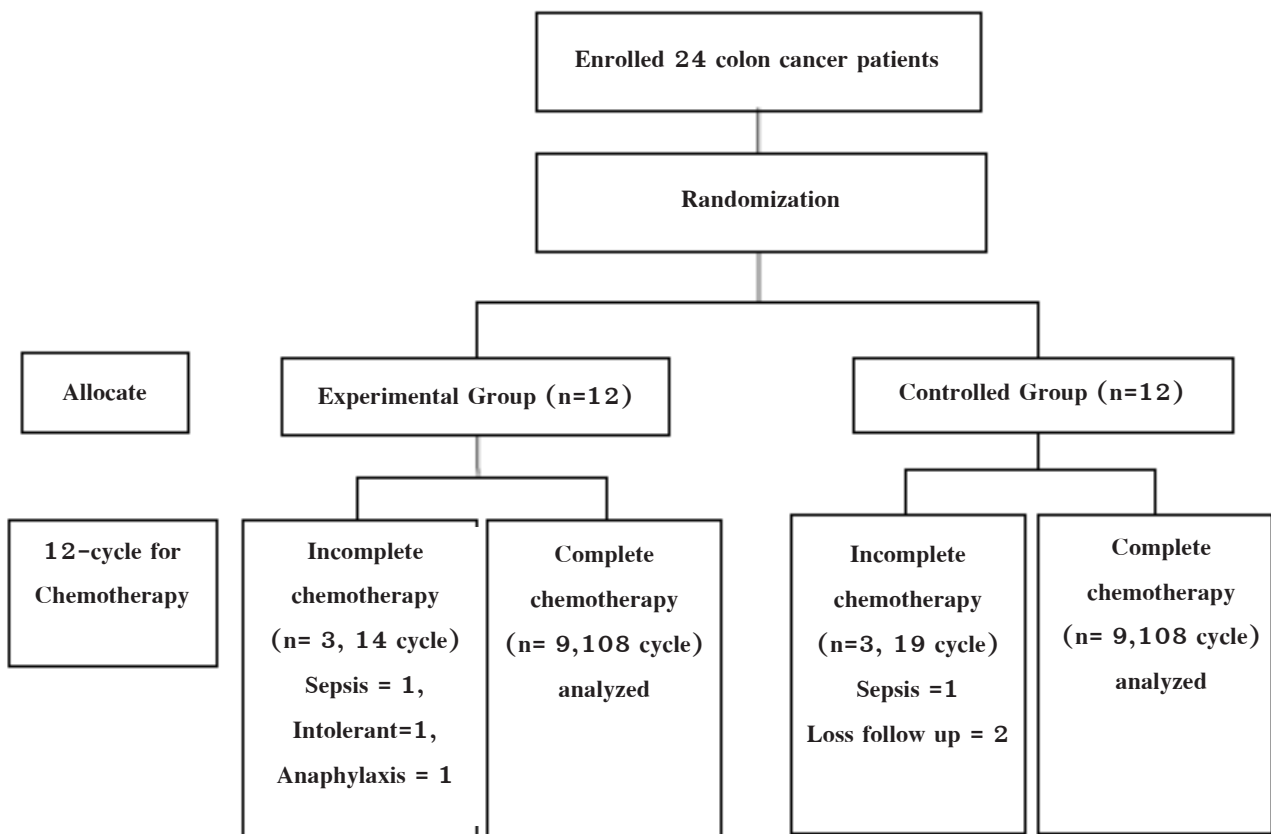 Enrolled 24 colon cancer patients
Randomization
Allocate
Experimental Group (n=12)
Controlled Group (n=12)
12-cycle for
Chemotherapy
Incomplete
chemotherapy
(n= 3, 14 cycle)
Sepsis = 1,
Intolerant=1,
Anaphylaxis = 1
Complete
chemotherapy
(n= 9,108 cycle)
analyzed
Incomplete
chemotherapy
(n=3, 19 cycle)
Sepsis =1
Loss follow up = 2
Complete
chemotherapy
(n= 9,108 cycle)
analyzed